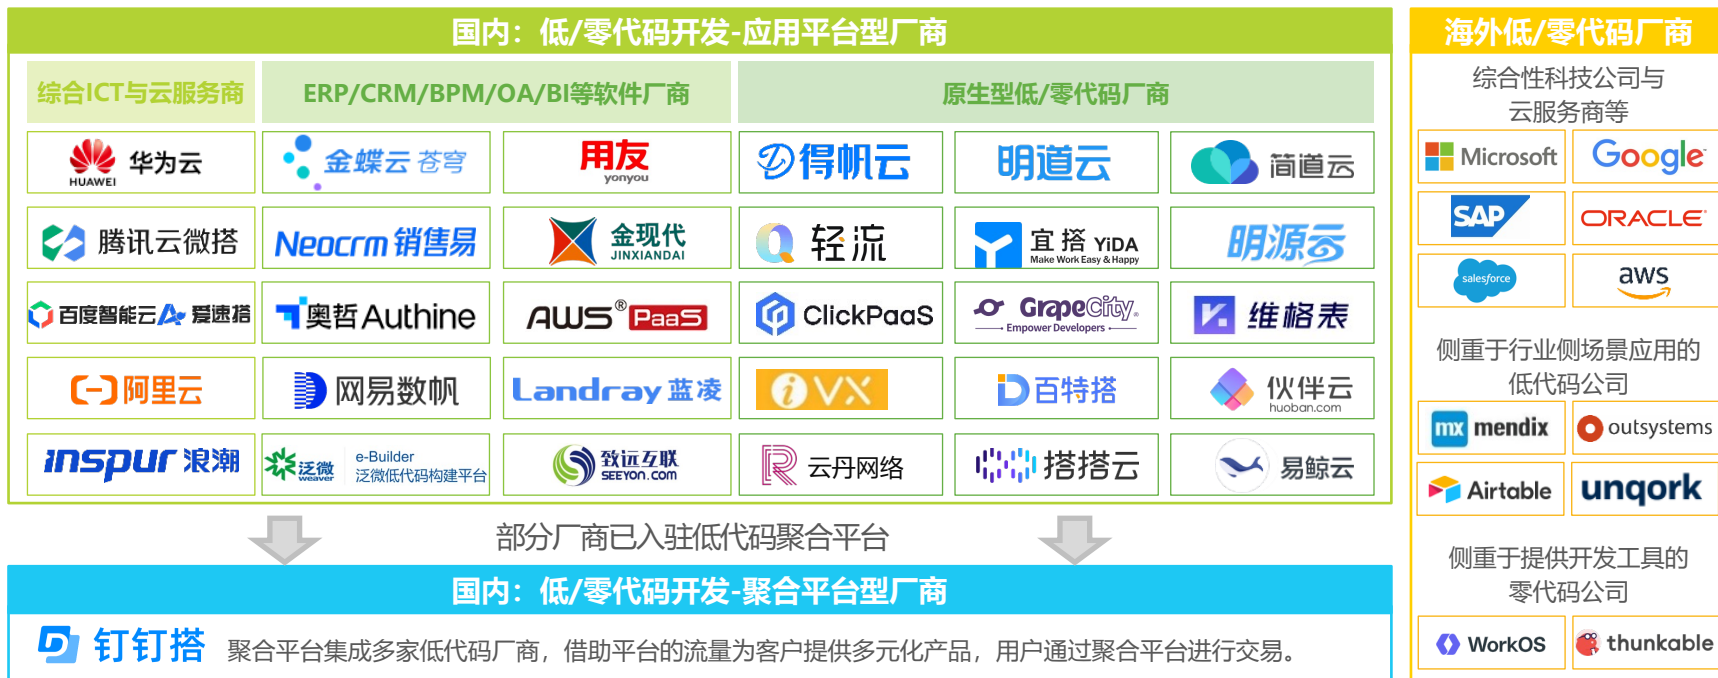 国内：低/零代码开发-应用平台型厂商
综合ICT与云服务商
ERP/CRM/BPM/OA/BI等软件厂商
原生型低/零代码厂商
HUAWEI
华为云
金蝶云 苍穹
用友
yonyou
得帆云
明道云
简道云
腾讯云微搭
Neocrm 销售易
金现代
JINXIANDAI
轻流
宜搭 YiDA
Make Work Easy & Happy
明源云
百度智能云 爱速搭
奥哲Authine
AWS® PaaS
ClickPaaS
GrapeCity®
Empower Developers
维格表
阿里云
网易数帆
Landray 蓝凌
iVX
百特搭
伙伴云
huoban.com
inspur 浪潮
泛微
weaver
e-Builder
泛微低代码构建平台
致远互联
SEEYON.COM
云丹网络
搭搭云
易鲸云
部分厂商已入驻低代码聚合平台
国内：低/零代码开发-聚合平台型厂商
钉钉搭
聚合平台集成多家低代码厂商，借助平台的流量为客户提供多元化产品，用户通过聚合平台进行交易。
海外低/零代码厂商
综合性科技公司与
云服务商等
Microsoft
Google
SAP
ORACLE
salesforce
aws
侧重于行业侧场景应用的
低代码公司
mx mendix
outsystems
Airtable
unqork
侧重于提供开发工具的
零代码公司
WorkOS
thunkable